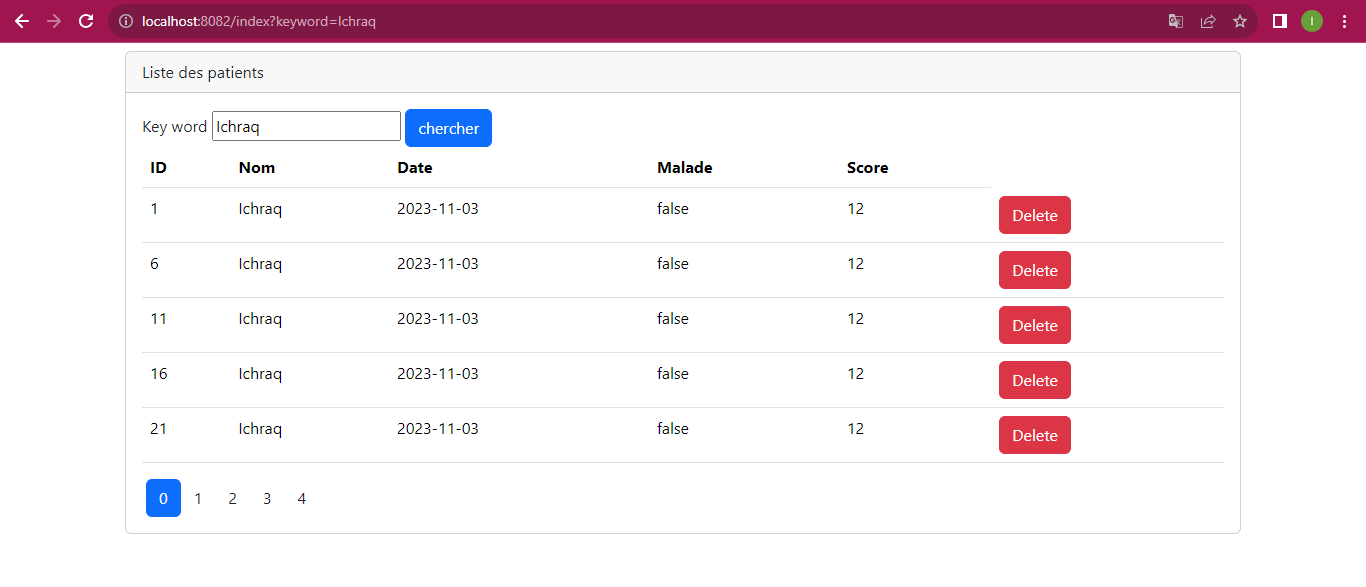 localhost:8082/index?keyword=Ichraq
I
Liste des patients
Key word Ichraq chercher
ID Nom Date Malade Score
1 Ichraq 2023-11-03 false 12 Delete
6 Ichraq 2023-11-03 false 12 Delete
11 Ichraq 2023-11-03 false 12 Delete
16 Ichraq 2023-11-03 false 12 Delete
21 Ichraq 2023-11-03 false 12 Delete
0 1 2 3 4